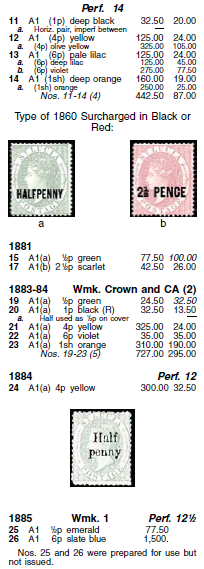 Perf. 14
11 A1 (1p) deep black 32.50 20.00
a. Horiz. pair, imperf between —
12 A1 (4p) yellow 125.00 24.00
a. (4p) olive yellow 325.00 105.00
13 A1 (6p) pale lilac 125.00 24.00
a. (6p) deep lilac 125.00 45.00
b. (6p) violet 275.00 77.50
14 A1 (1sh) deep orange 160.00 19.00
a. (1sh) orange 250.00 25.00
Nos. 11-14 (4) 442.50 87.00
Type of 1860 Surcharged in Black or
Red:
HALFPENNY
2½ PENCE
a b
1881
15 A1(a) ½p green 77.50 100.00
17 A1(b) 2½p scarlet 42.50 26.00
1883-84 Wmk. Crown and CA (2)
19 A1(a) ½p green 24.50 32.50
20 A1(a) 1p black (R) 32.50 13.50
a. Half used as ½p on cover —
21 A1(a) 4p yellow 325.00 24.00
22 A1(a) 6p violet 35.00 35.00
23 A1(a) 1sh orange 310.00 190.00
Nos. 19-23 (5) 727.00 295.00
1884 Perf. 12
24 A1(a) 4p yellow 300.00 32.50
Half
penny
1885 Wmk. 1 Perf. 12½
25 A1 ½p emerald 77.50
26 A1 6p slate blue 1,500.
Nos. 25 and 26 were prepared for use but
not issued.